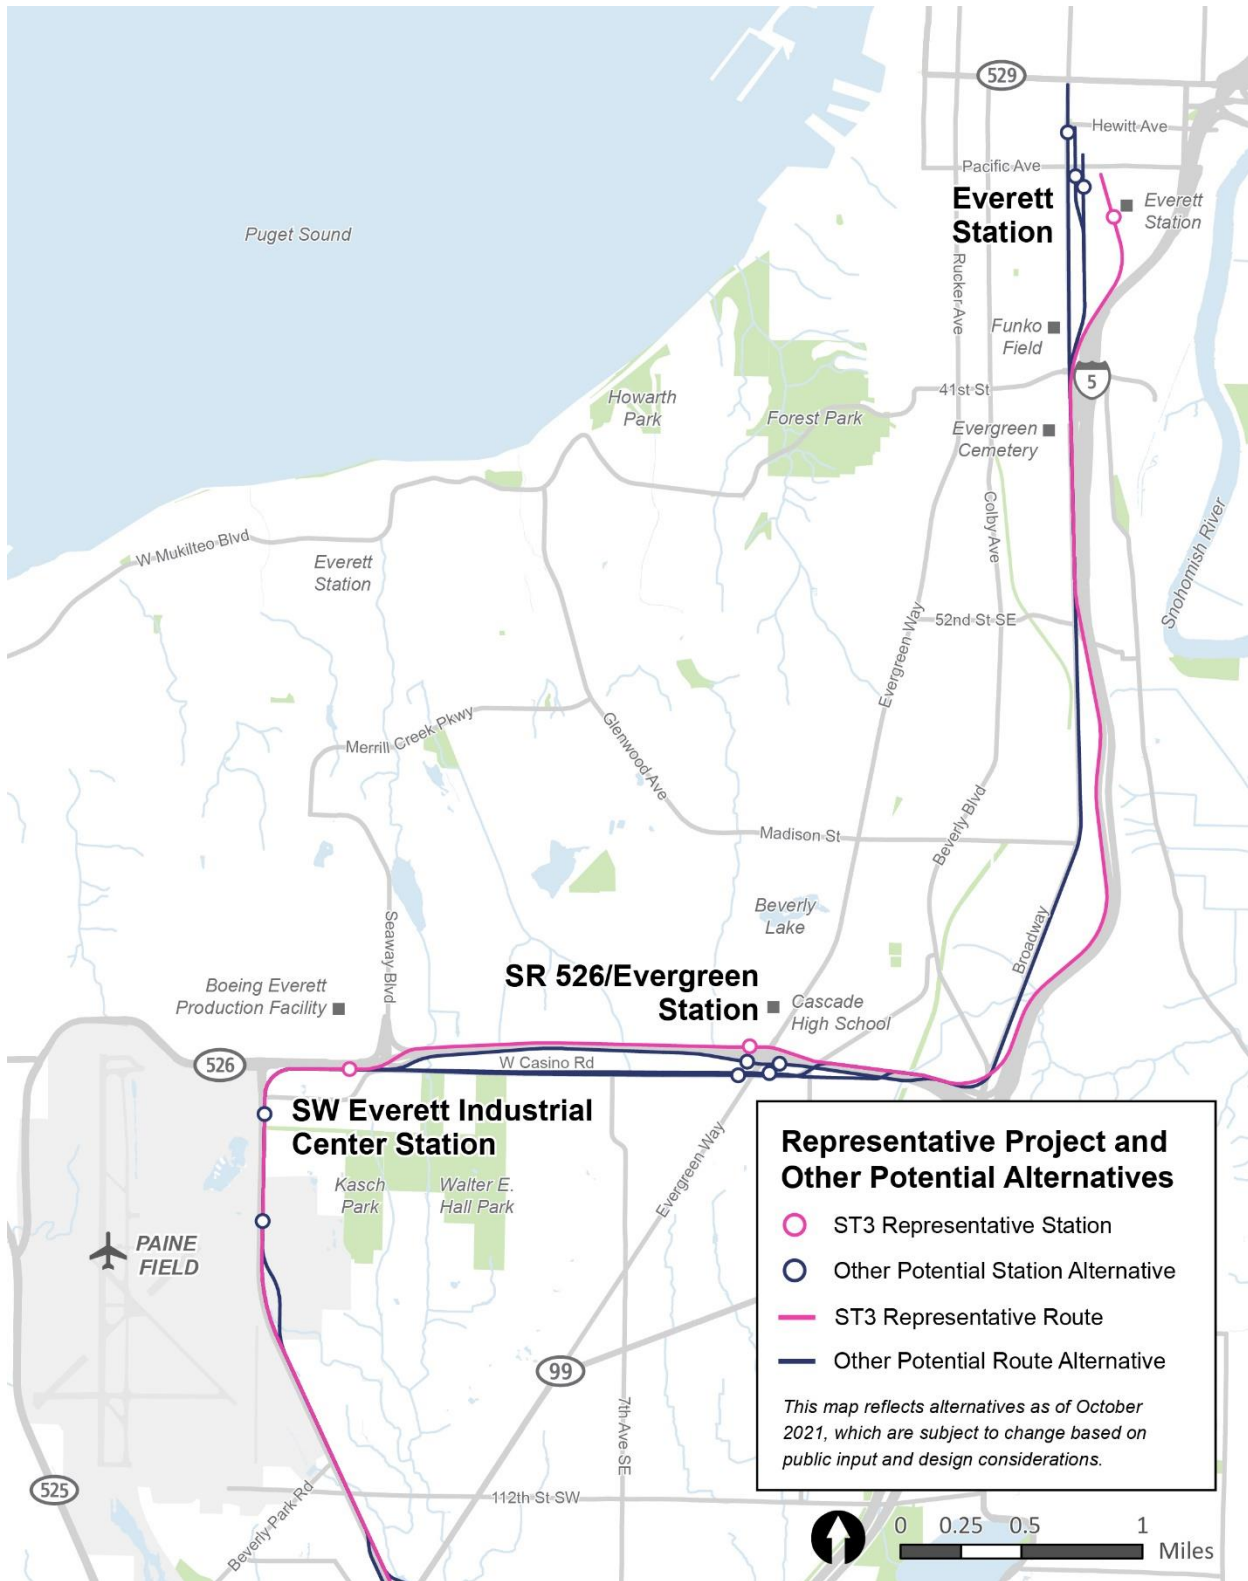 529
Hewitt Ave
Pacific Ave
Everett
Station
Everett
Station
Puget Sound
Rucker Ave
Funko
Field
5
41st St
Howarth
Park
Forest Park
Evergreen
Cemetery
Colby Ave
Snohomish River
W Mukilteo Blvd
Everett
Station
52nd St SE
Evergreen Way
Merrill Creek Pkwy
Glenwood Ave
Madison St
Beverly Blvd
Beverly
Lake
Broadway
Seaway Blvd
SR 526/Evergreen
Station
Boeing Everett
Production Facility
Cascade
High School
526
W Casino Rd
SW Everett Industrial
Center Station
Kasch
Park
Walter E.
Hall Park
Evergreen Way
PAINE
FIELD
99
7th Ave SE
525
Beverly Park Rd
112th St SW
Representative Project and
Other Potential Alternatives
ST3 Representative Station
Other Potential Station Alternative
ST3 Representative Route
Other Potential Route Alternative
This map reflects alternatives as of October
2021, which are subject to change based on
public input and design considerations.
0 0.25 0.5 1
Miles